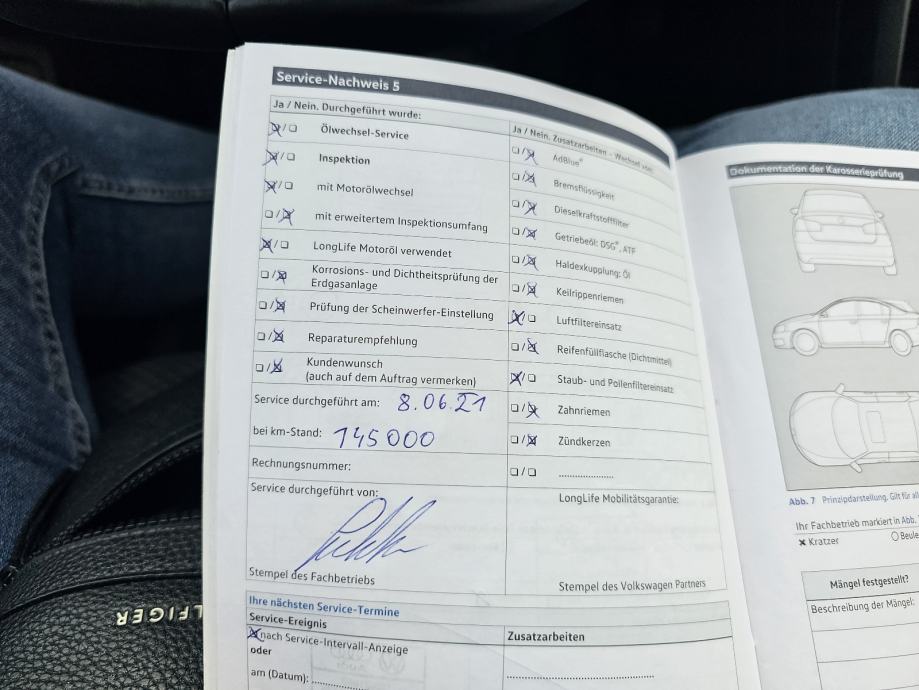 Service-Nachweis 5
Ja / Nein. Durchgeführt wurde:
Ölwechsel-Service
Inspektion
mit Motorölwechsel
mit erweitertem Inspektionsumfang
LongLife Motoröl verwendet
Korrosions- und Dichtheitsprüfung der
Erdgasanlage
Prüfung der Scheinwerfer-Einstellung
Reparaturempfehlung
Kundenwunsch
(auch auf dem Auftrag vermerken)
Service durchgeführt am: 8.06.21
bei km-Stand: 145000
Rechnungsnummer:
Service durchgeführt von:
Stempel des Fachbetriebs
Ja / Nein. Zusatzarbeiten - Wechsel von:
AdBlue®
Bremsflüssigkeit
Dieselkraftstofffilter
Getriebeöl: DSG®, ATF
Haldexkupplung: Öl
Keilrippenriemen
Luftfiltereinsatz
Reifenfüllflasche (Dichtmittel)
Staub- und Pollenfiltereinsatz
Zahnriemen
Zündkerzen
LongLife Mobilitätsgarantie:
Stempel des Volkswagen Partners
Ihre nächsten Service-Termine
Service-Ereignis
nach Service-Intervall-Anzeige
oder
am (Datum):
Zusatzarbeiten
Dokumentation der Karosserieprüfung
Abb. 7 Prinzipdarstellung. Gilt für
Ihr Fachbetrieb markiert in Abb.
Kratzer
Mängel festgestellt?
Beschreibung der Mängel: